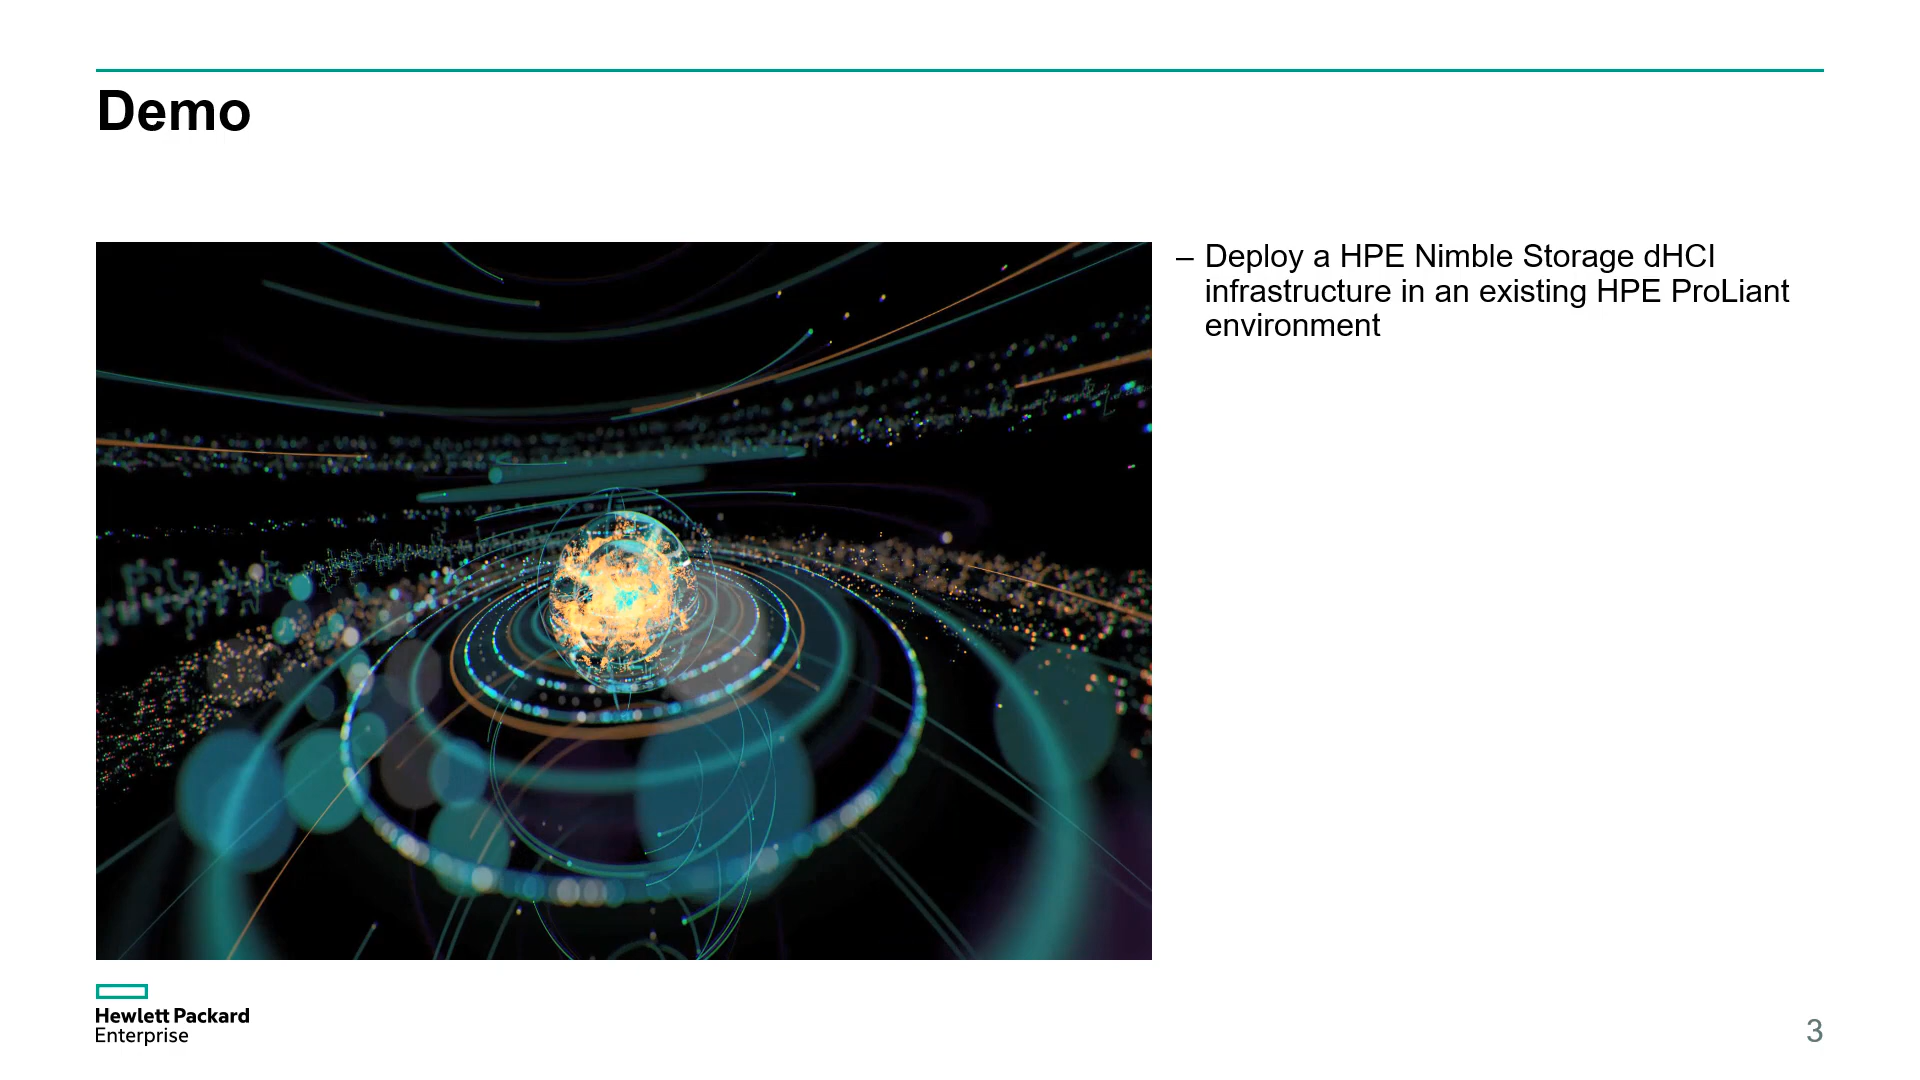 Demo
– Deploy a HPE Nimble Storage dHCI
infrastructure in an existing HPE ProLiant
environment
Hewlett Packard
Enterprise
3